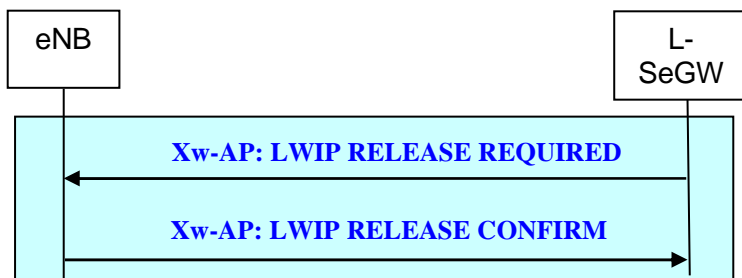 eNB
L-
SeGW
Xw-AP: LWIP RELEASE REQUIRED
Xw-AP: LWIP RELEASE CONFIRM